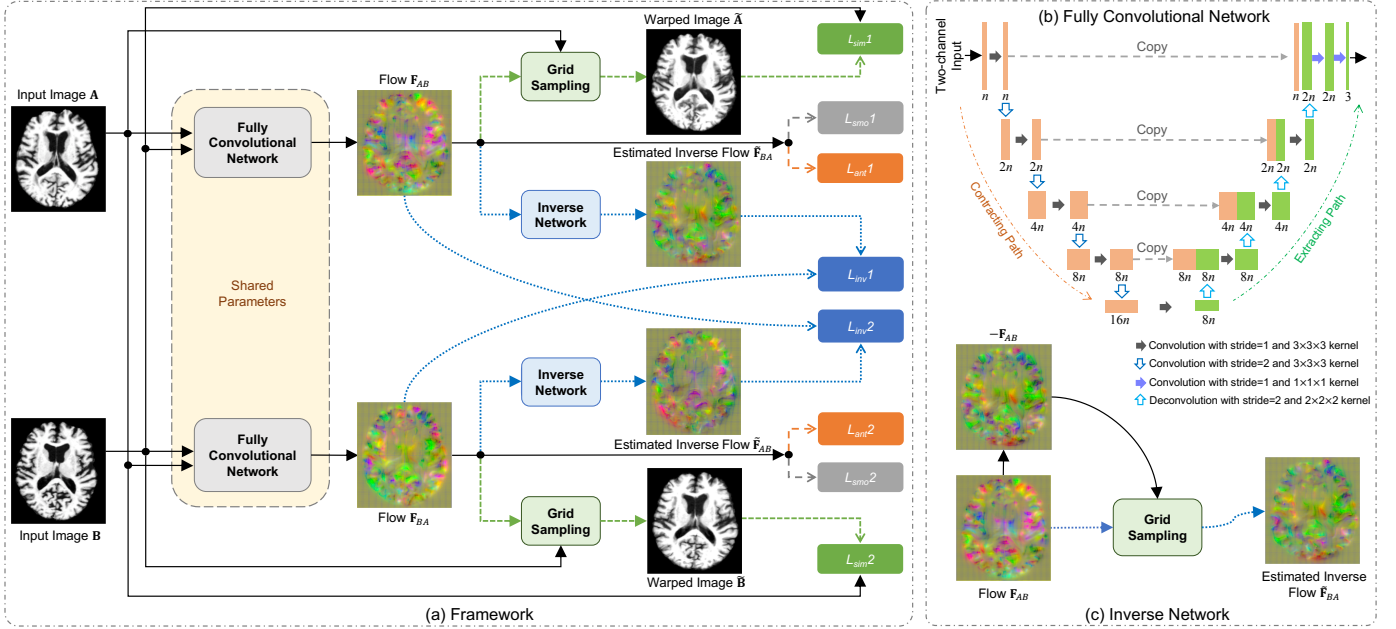 Warped Image Ã
L_sim1
Grid
Sampling
Flow F_AB
Input Image A
Fully
Convolutional
Network
L_smo1
Estimated Inverse Flow F̃_BA
L_ant1
Inverse
Network
L_inv1
Shared
Parameters
L_inv2
Inverse
Network
Fully
Convolutional
Network
Estimated Inverse Flow F̃_AB
L_ant2
L_smo2
Flow F_BA
Input Image B
Grid
Sampling
Warped Image B̃
L_sim2
(a) Framework
(b) Fully Convolutional Network
Two-channel
Input
Copy
n n n 2n 2n 3
Copy
2n 2n 2n 2n 2n
Copy
4n 4n 4n 4n 4n
Copy
8n 8n 8n 8n 8n
16n 8n
Contracting Path
Extracting Path
Convolution with stride=1 and 3×3×3 kernel
Convolution with stride=2 and 3×3×3 kernel
Convolution with stride=1 and 1×1×1 kernel
Deconvolution with stride=2 and 2×2×2 kernel
−F_AB
Grid
Sampling
Flow F_AB
Estimated Inverse
Flow F̃_BA
(c) Inverse Network